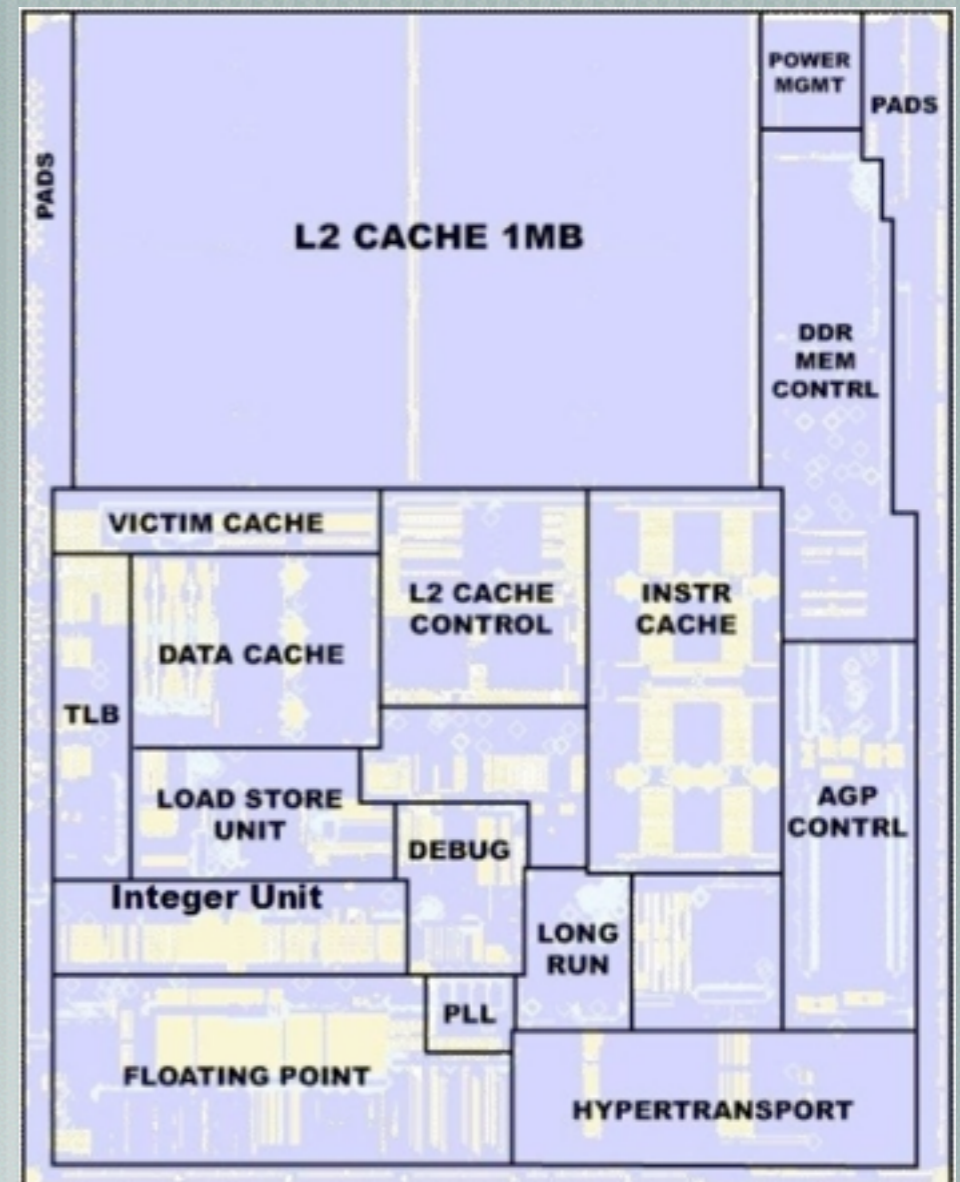 POWER
MGMT
PADS
PADS
L2 CACHE 1MB
DDR
MEM
CONTRL
VICTIM CACHE
L2 CACHE
CONTROL
INSTR
CACHE
DATA CACHE
TLB
LOAD STORE
UNIT
AGP
CONTRL
DEBUG
Integer Unit
LONG
RUN
PLL
FLOATING POINT
HYPERTRANSPORT